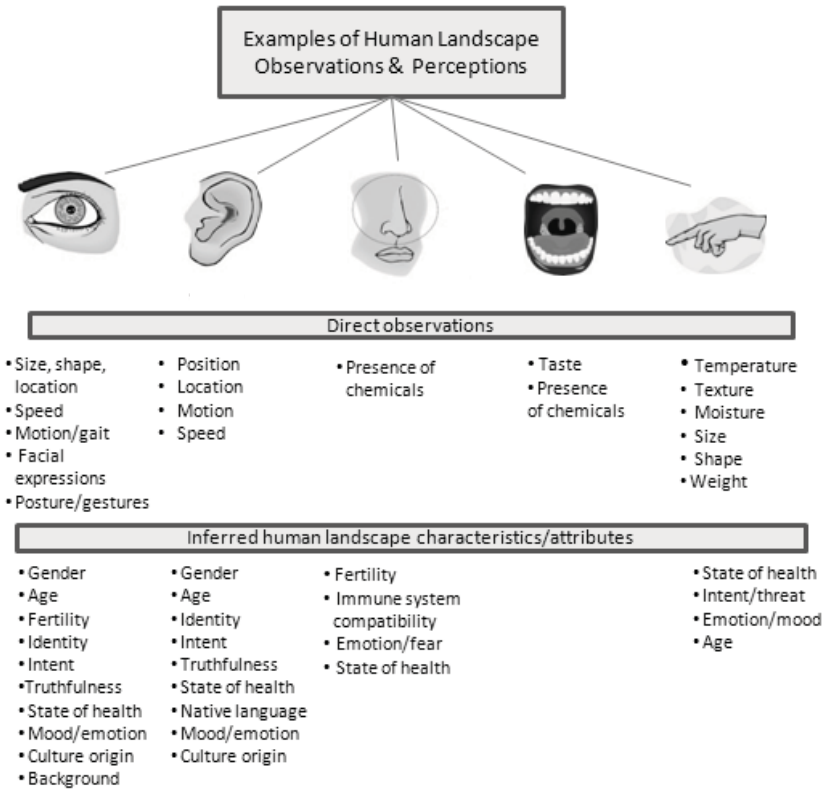 Examples of Human Landscape
Observations & Perceptions
Direct observations
• Size, shape,
location
• Speed
• Motion/gait
• Facial
expressions
• Posture/gestures
• Position
• Location
• Motion
• Speed
• Presence of
chemicals
• Taste
• Presence
of chemicals
• Temperature
• Texture
• Moisture
• Size
• Shape
• Weight
Inferred human landscape characteristics/attributes
• Gender
• Age
• Fertility
• Identity
• Intent
• Truthfulness
• State of health
• Mood/emotion
• Culture origin
• Background
• Gender
• Age
• Identity
• Intent
• Truthfulness
• State of health
• Native language
• Mood/emotion
• Culture origin
• Fertility
• Immune system
compatibility
• Emotion/fear
• State of health
• State of health
• Intent/threat
• Emotion/mood
• Age